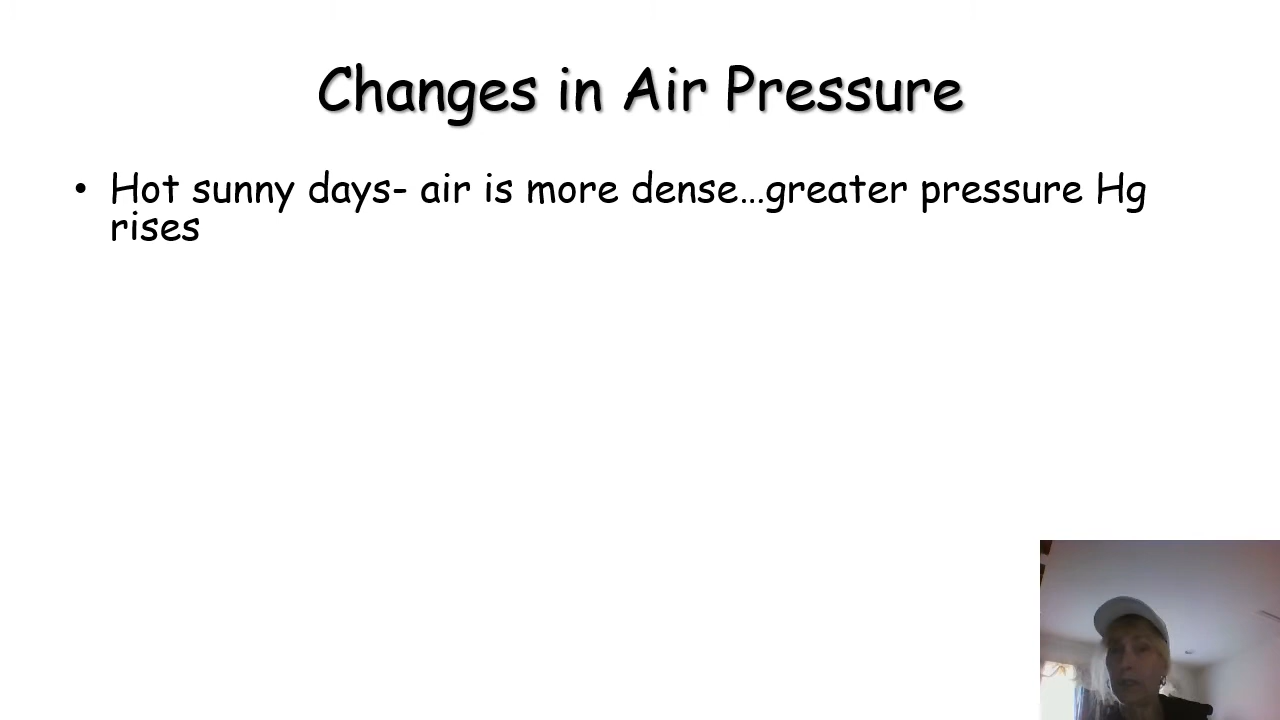 Changes in Air Pressure
• Hot sunny days- air is more dense…greater pressure Hg
rises